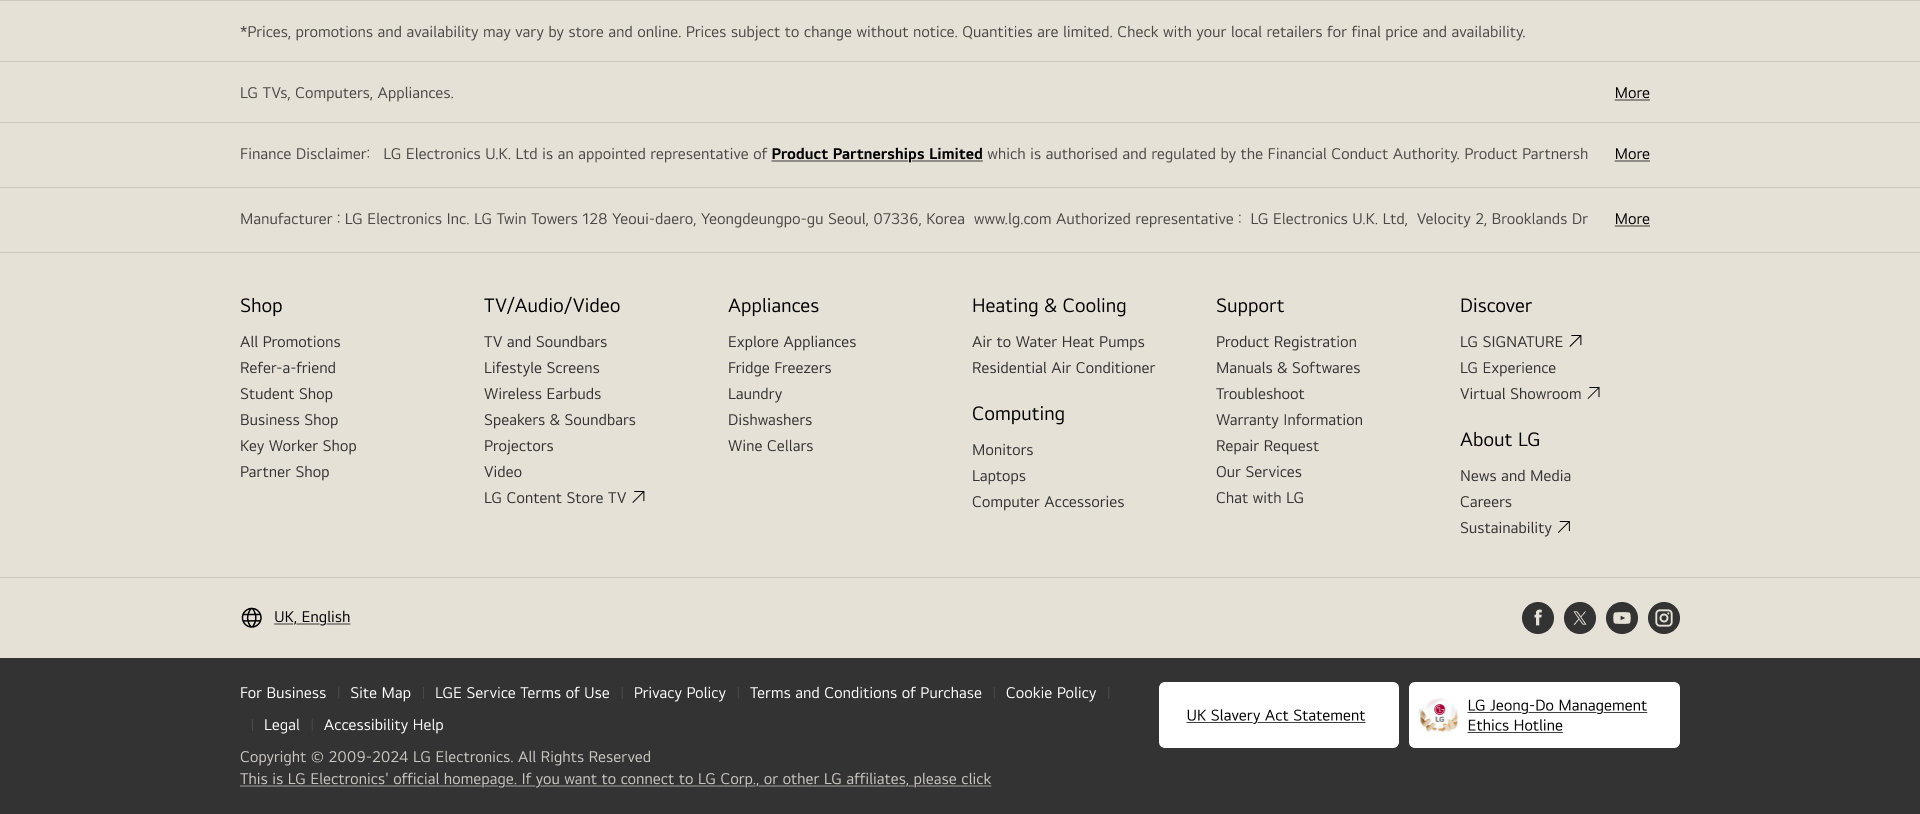 *Prices, promotions and availability may vary by store and online. Prices subject to change without notice. Quantities are limited. Check with your local retailers for final price and availability.
LG TVs, Computers, Appliances.
More
Finance Disclaimer: LG Electronics U.K. Ltd is an appointed representative of Product Partnerships Limited which is authorised and regulated by the Financial Conduct Authority. Product Partnersh
More
Manufacturer : LG Electronics Inc. LG Twin Towers 128 Yeoui-daero, Yeongdeungpo-gu Seoul, 07336, Korea www.lg.com Authorized representative : LG Electronics U.K. Ltd, Velocity 2, Brooklands Dr
More
Shop
All Promotions
Refer-a-friend
Student Shop
Business Shop
Key Worker Shop
Partner Shop
TV/Audio/Video
TV and Soundbars
Lifestyle Screens
Wireless Earbuds
Speakers & Soundbars
Projectors
Video
LG Content Store TV
Appliances
Explore Appliances
Fridge Freezers
Laundry
Dishwashers
Wine Cellars
Heating & Cooling
Air to Water Heat Pumps
Residential Air Conditioner
Computing
Monitors
Laptops
Computer Accessories
Support
Product Registration
Manuals & Softwares
Troubleshoot
Warranty Information
Repair Request
Our Services
Chat with LG
Discover
LG SIGNATURE
LG Experience
Virtual Showroom
About LG
News and Media
Careers
Sustainability
UK, English
For Business | Site Map | LGE Service Terms of Use | Privacy Policy | Terms and Conditions of Purchase | Cookie Policy |
| Legal | Accessibility Help
Copyright © 2009-2024 LG Electronics. All Rights Reserved
This is LG Electronics' official homepage. If you want to connect to LG Corp., or other LG affiliates, please click
UK Slavery Act Statement
LG
LG Jeong-Do Management
Ethics Hotline